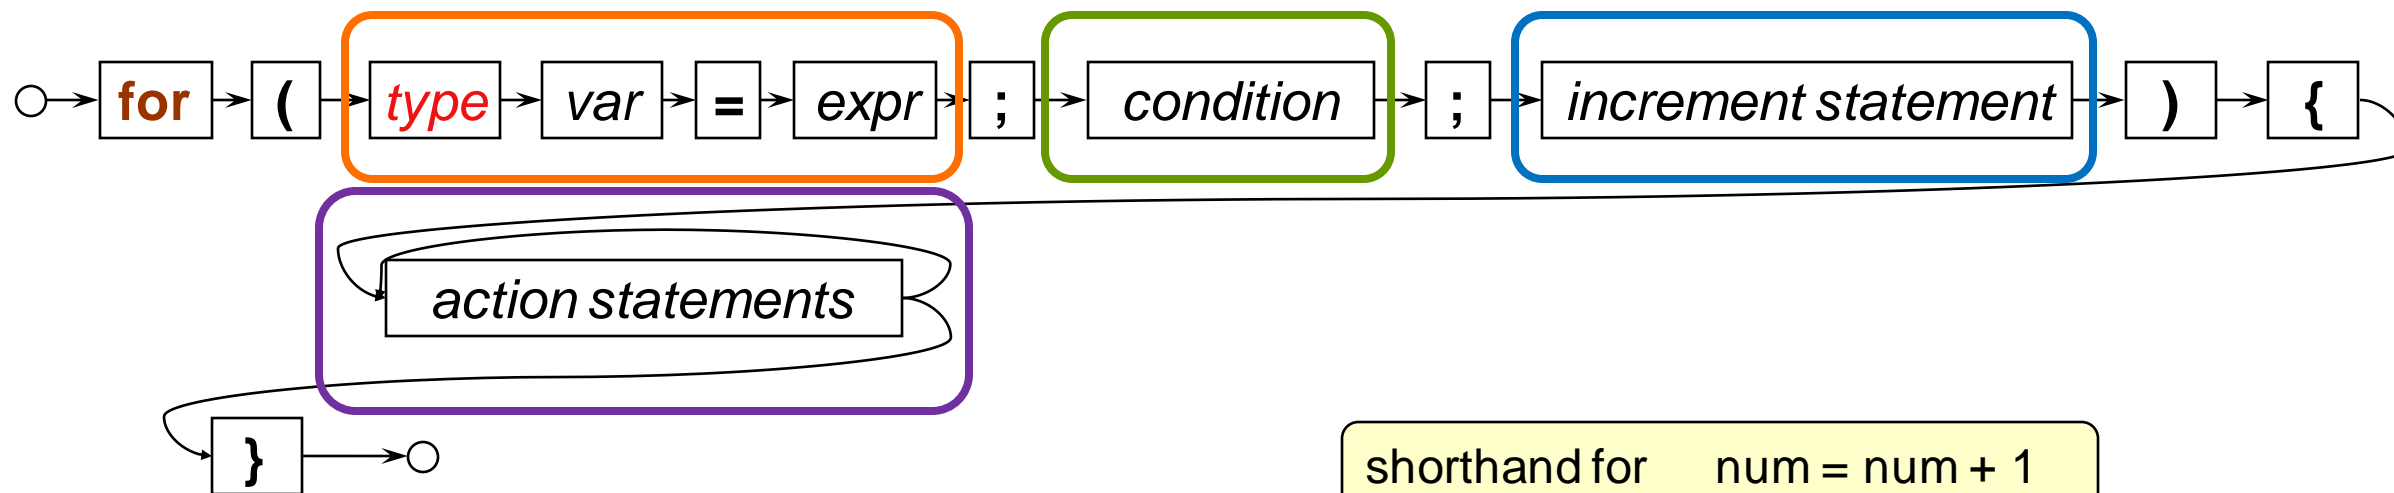 for ( type var = expr ; condition ; increment statement ) {
action statements
}
shorthand for num = num + 1